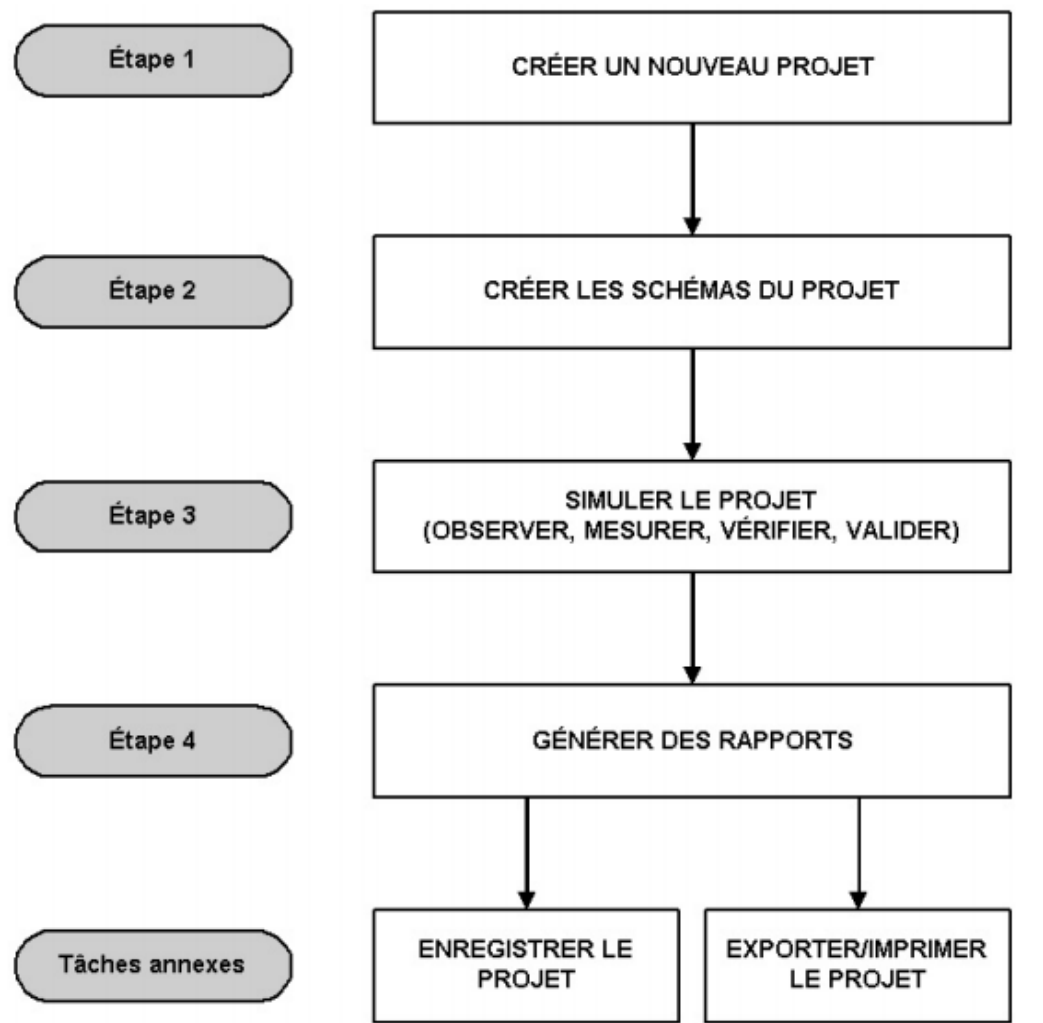 Étape 1
CRÉER UN NOUVEAU PROJET
Étape 2
CRÉER LES SCHÉMAS DU PROJET
Étape 3
SIMULER LE PROJET
(OBSERVER, MESURER, VÉRIFIER, VALIDER)
Étape 4
GÉNÉRER DES RAPPORTS
Tâches annexes
ENREGISTRER LE
PROJET
EXPORTER/IMPRIMER
LE PROJET